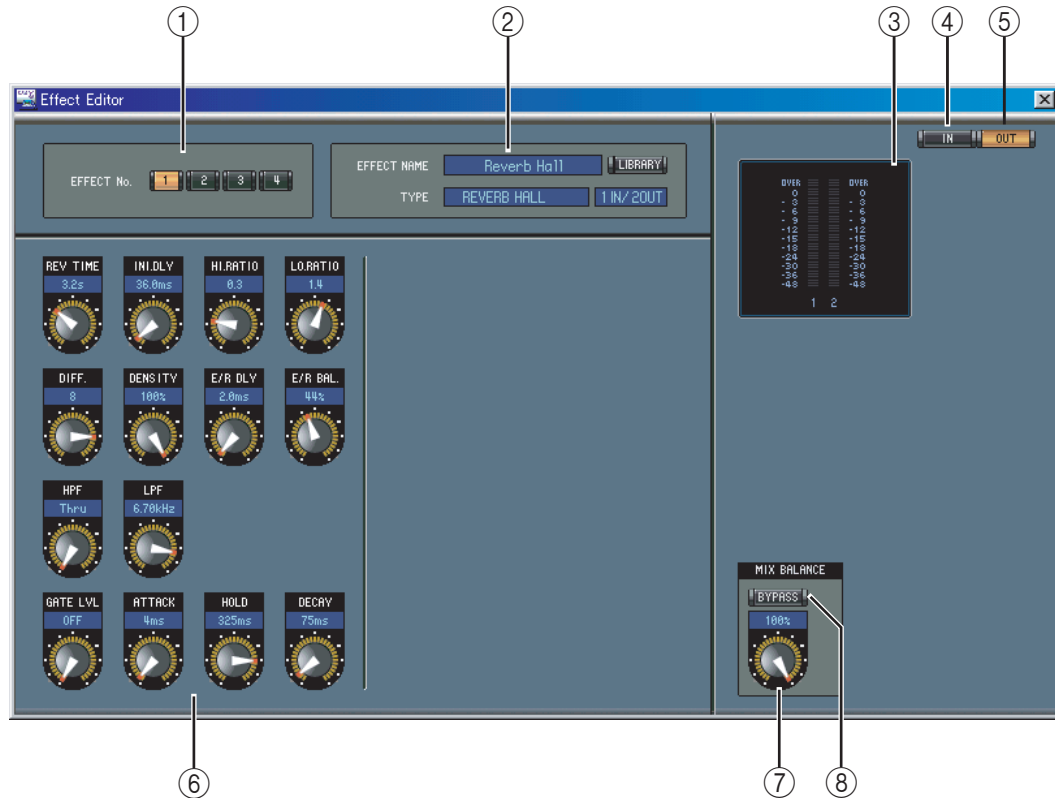 ① ② ③ ④ ⑤
Effect Editor
IN OUT
EFFECT No. 1 2 3 4
EFFECT NAME Reverb Hall LIBRARY
TYPE REVERB HALL 1 IN/ 2OUT
OVER OVER
0 0
- 3 - 3
- 6 - 6
- 9 - 9
-12 -12
-15 -15
-18 -18
-24 -24
-30 -30
-36 -36
-48 -48
1 2
REV TIME INI.DLY HI.RATIO LO.RATIO
3.2s 36.0ms 0.3 1.4
DIFF. DENSITY E/R DLY E/R BAL.
8 100% 2.0ms 44%
HPF LPF
Thru 6.70kHz
GATE LVL ATTACK HOLD DECAY
OFF 4ms 325ms 75ms
MIX BALANCE
BYPASS
100%
⑥ ⑦ ⑧